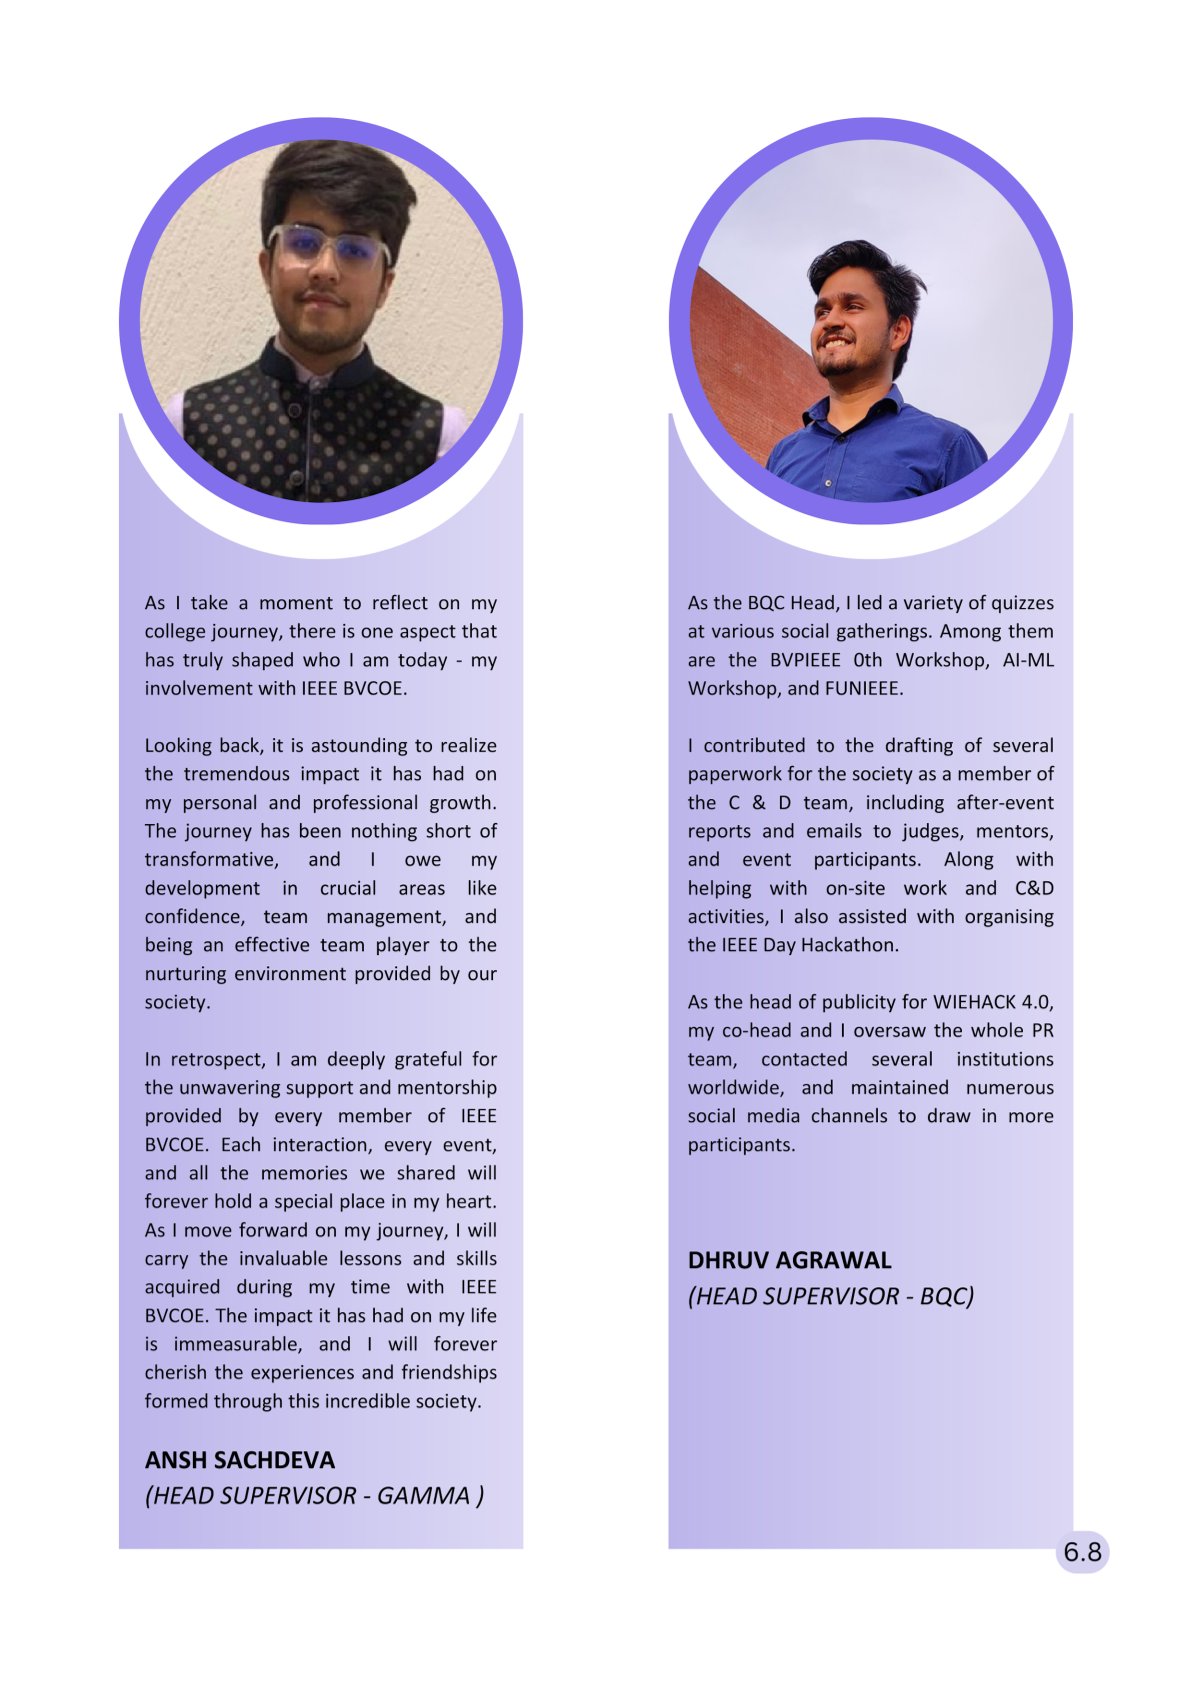 As I take a moment to reflect on my
college journey, there is one aspect that
has truly shaped who I am today - my
involvement with IEEE BVCOE.
Looking back, it is astounding to realize
the tremendous impact it has had on
my personal and professional growth.
The journey has been nothing short of
transformative, and I owe my
development in crucial areas like
confidence, team management, and
being an effective team player to the
nurturing environment provided by our
society.
In retrospect, I am deeply grateful for
the unwavering support and mentorship
provided by every member of IEEE
BVCOE. Each interaction, every event,
and all the memories we shared will
forever hold a special place in my heart.
As I move forward on my journey, I will
carry the invaluable lessons and skills
acquired during my time with IEEE
BVCOE. The impact it has had on my life
is immeasurable, and I will forever
cherish the experiences and friendships
formed through this incredible society.
ANSH SACHDEVA
(HEAD SUPERVISOR - GAMMA )
As the BQC Head, I led a variety of quizzes
at various social gatherings. Among them
are the BVPIEEE 0th Workshop, AI-ML
Workshop, and FUNIEEE.
I contributed to the drafting of several
paperwork for the society as a member of
the C & D team, including after-event
reports and emails to judges, mentors,
and event participants. Along with
helping with on-site work and C&D
activities, I also assisted with organising
the IEEE Day Hackathon.
As the head of publicity for WIEHACK 4.0,
my co-head and I oversaw the whole PR
team, contacted several institutions
worldwide, and maintained numerous
social media channels to draw in more
participants.
DHRUV AGRAWAL
(HEAD SUPERVISOR - BQC)
6.8